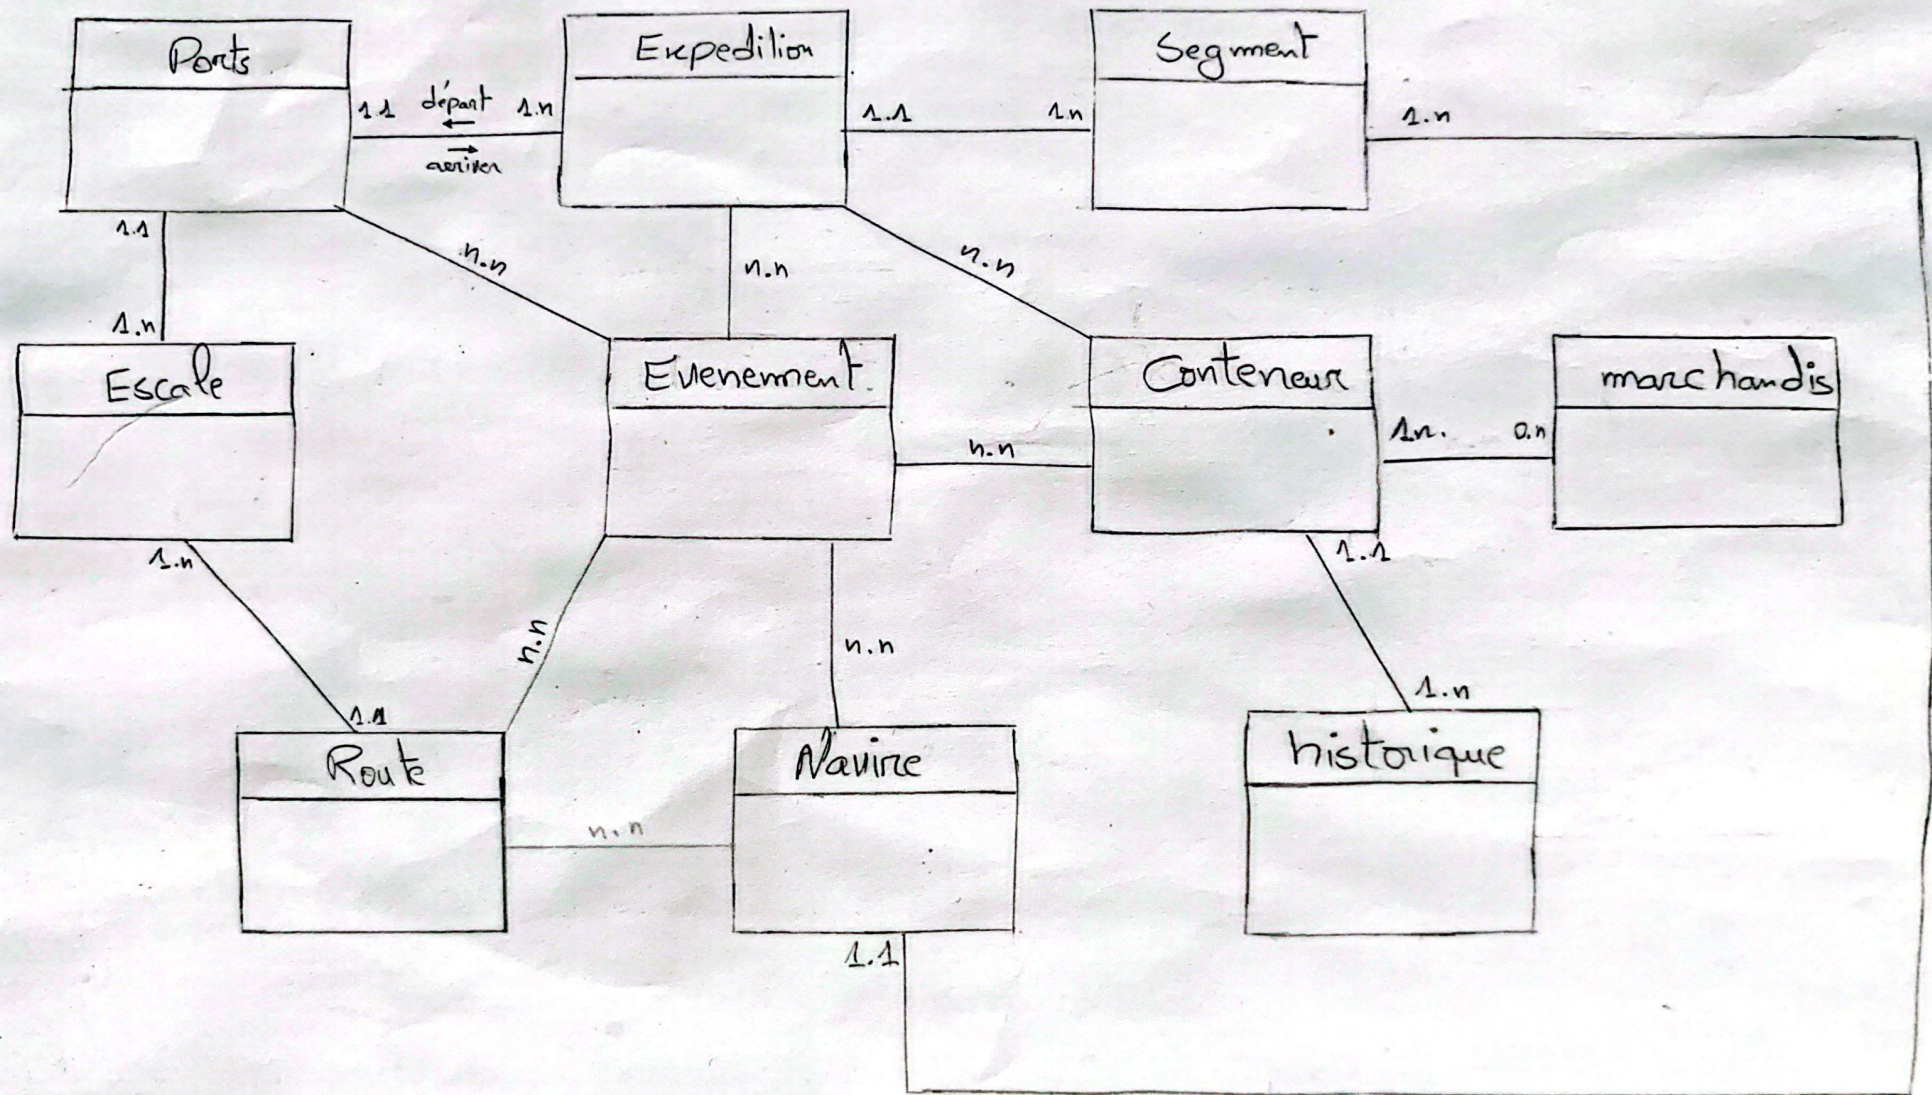 Ports
Expedition
Segment
1.1
départ
1.n
arriver
1.1
1.n
1.n
1.1
n.n
n.n
n.n
1.n
Escale
Evenement.
Conteneur
marchandis
n.n
1.n.
0.n
1.n
1.1
n.n
n.n
1.1
1.n
Route
Navire
historique
n.n
1.1